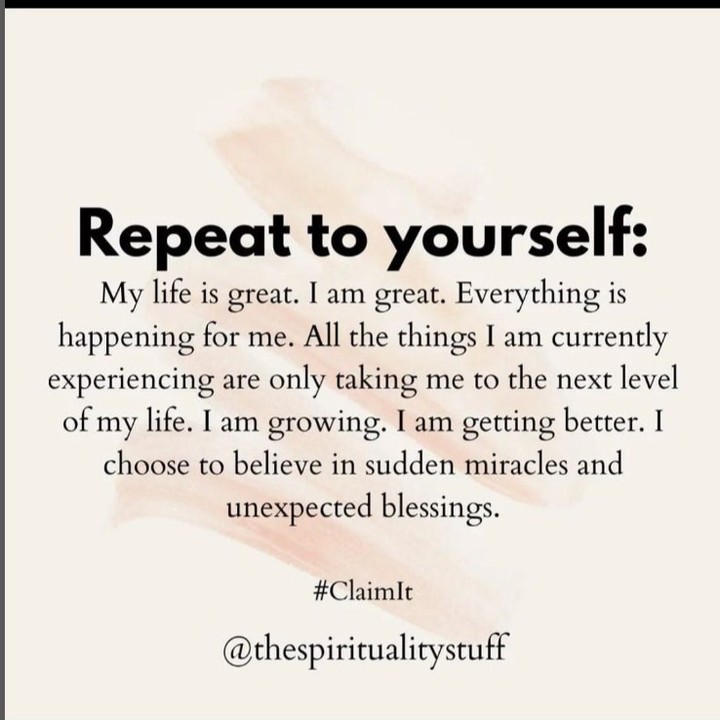 Repeat to yourself:
My life is great. I am great. Everything is
happening for me. All the things I am currently
experiencing are only taking me to the next level
of my life. I am growing. I am getting better. I
choose to believe in sudden miracles and
unexpected blessings.
#ClaimIt
@thespiritualitystuff